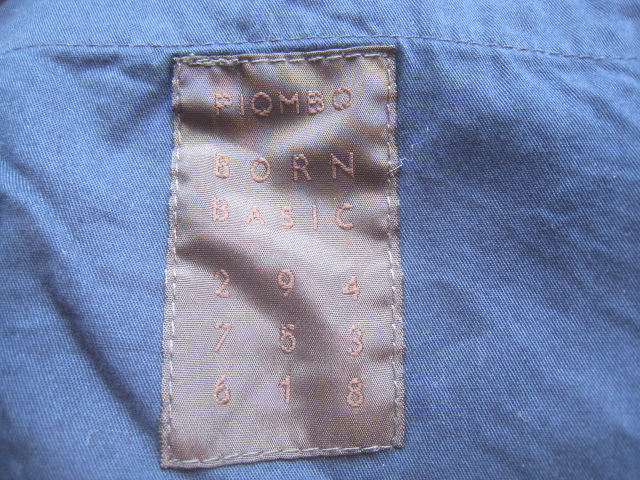 PIOMBO
BORN
BASIC
2 9 4
7 5 3
6 1 8